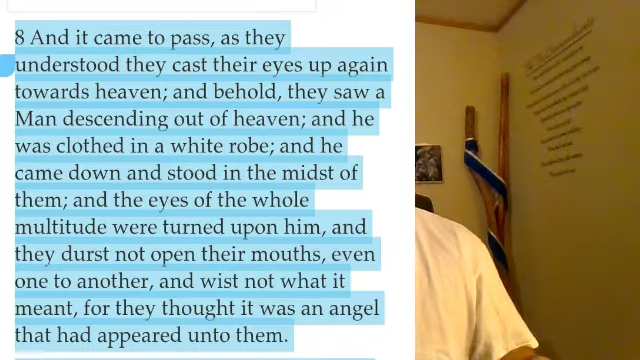 8 And it came to pass, as they
understood they cast their eyes up again
towards heaven; and behold, they saw a
Man descending out of heaven; and he
was clothed in a white robe; and he
came down and stood in the midst of
them; and the eyes of the whole
multitude were turned upon him, and
they durst not open their mouths, even
one to another, and wist not what it
meant, for they thought it was an angel
that had appeared unto them.